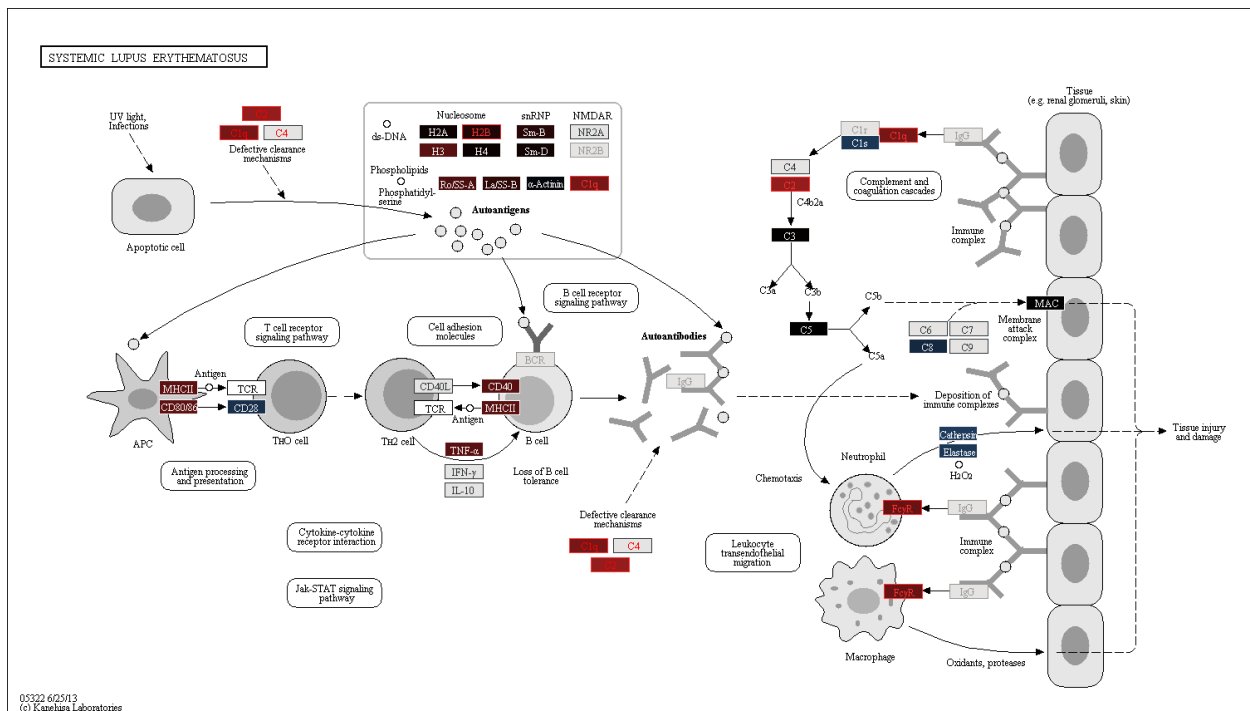 SYSTEMIC LUPUS ERYTHEMATOSUS
UV light,
Infections
C1q
C4
Defective clearance
mechanisms
Apoptotic cell
Nucleosome
snRNP
NMDAR
ds-DNA
H2A
H2B
Sm-B
NR2A
H3
H4
Sm-D
NR2B
Phospholipids
Phosphatidyl-
serine
Ro/SS-A
La/SS-B
α-Actinin
C1q
Autoantigens
Tissue
(e.g. renal glomeruli, skin)
C1r
C1s
C1q
IgG
C4
C2
C4b2a
Complement and
coagulation cascades
Immune
complex
C3
C3a
C3b
C5
C5b
C5a
MAC
Membrane
attack
complex
C6
C7
C8
C9
T cell receptor
signaling pathway
Cell adhesion
molecules
B cell receptor
signaling pathway
Autoantibodies
BCR
IgG
Antigen
MHCII
TCR
CD80/86
CD28
APC
TH0 cell
CD40L
CD40
TCR
MHCII
Antigen
TH2 cell
B cell
TNF-α
IFN-γ
IL-10
Loss of B cell
tolerance
Antigen processing
and presentation
Deposition of
immune complexes
Tissue injury
and damage
Cathepsin
Elastase
H2O2
Neutrophil
Chemotaxis
FcγR
IgG
Immune
complex
Defective clearance
mechanisms
C1q
C4
C2
Cytokine-cytokine
receptor interaction
Jak-STAT signaling
pathway
Leukocyte
transendothelial
migration
FcγR
IgG
Macrophage
Oxidants, proteases
05322 6/25/13
(c) Kanehisa Laboratories